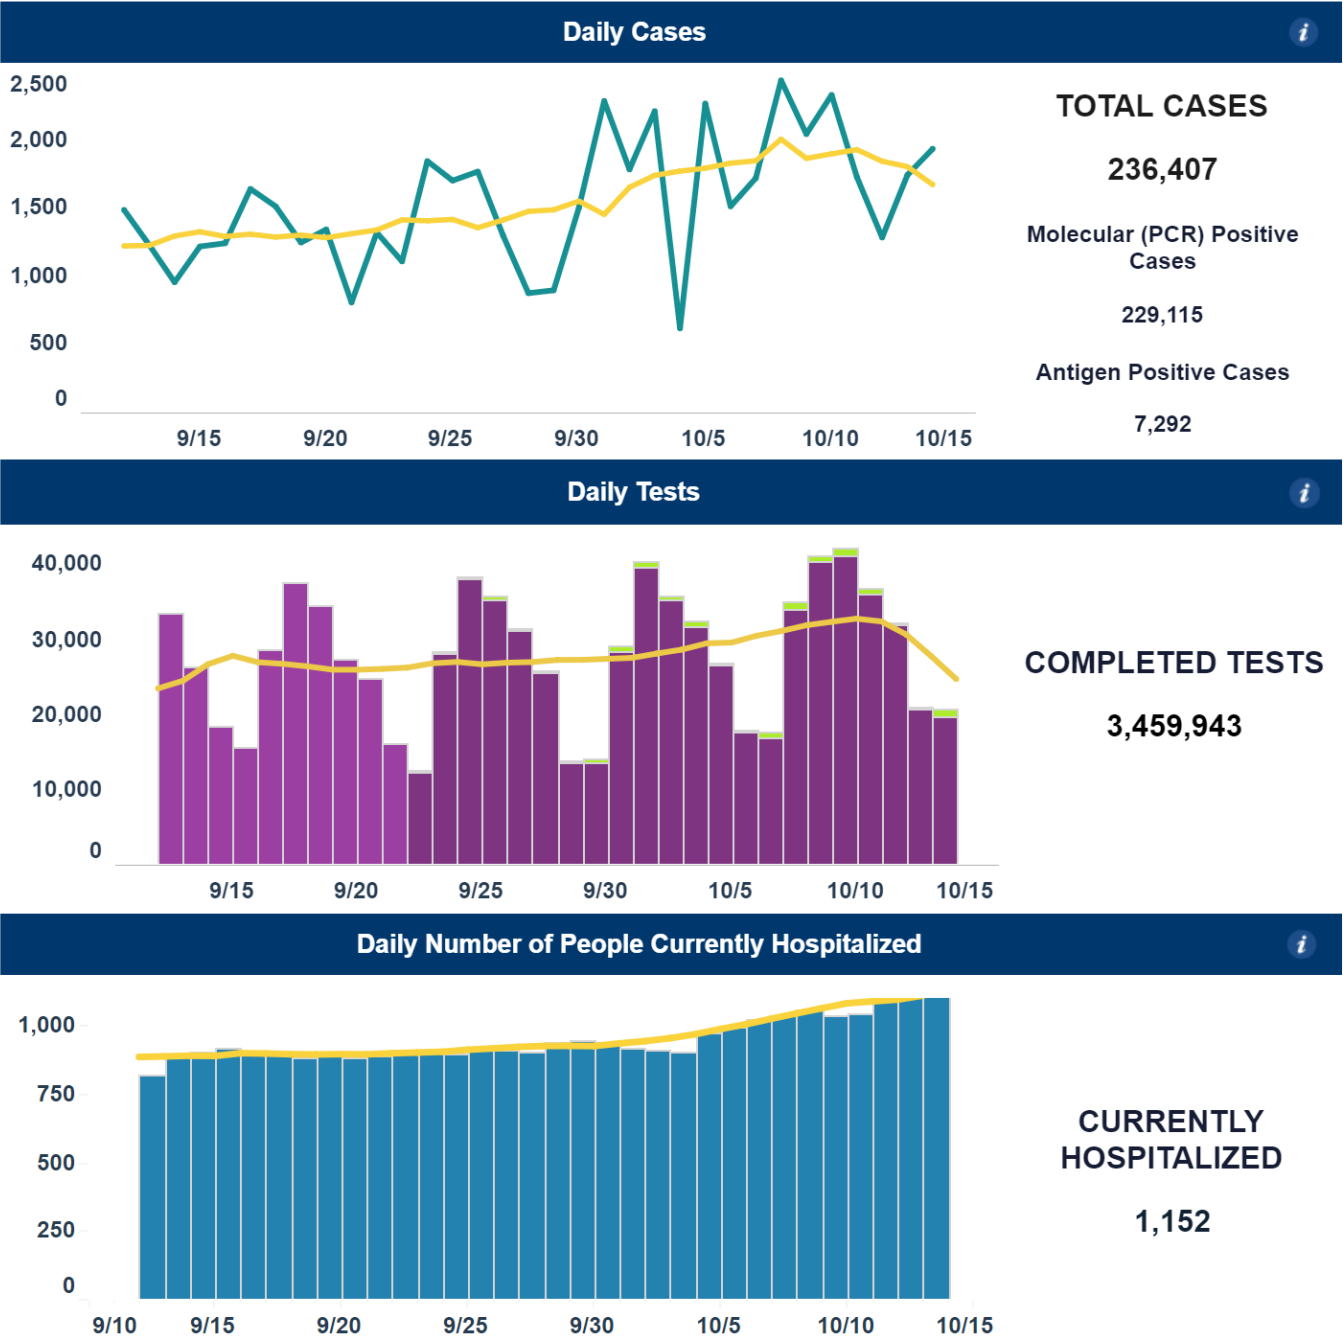 Daily Cases
i
2,500
2,000
1,500
1,000
500
0
9/15 9/20 9/25 9/30 10/5 10/10 10/15
TOTAL CASES
236,407
Molecular (PCR) Positive
Cases
229,115
Antigen Positive Cases
7,292
Daily Tests
i
40,000
30,000
20,000
10,000
0
9/15 9/20 9/25 9/30 10/5 10/10 10/15
COMPLETED TESTS
3,459,943
Daily Number of People Currently Hospitalized
i
1,000
750
500
250
0
9/10 9/15 9/20 9/25 9/30 10/5 10/10 10/15
CURRENTLY
HOSPITALIZED
1,152